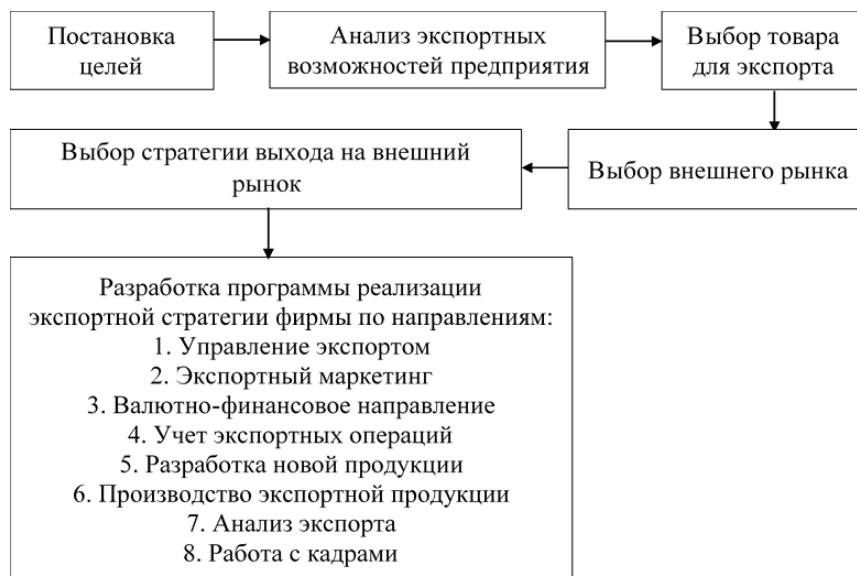 Постановка
целей
Анализ экспортных
возможностей предприятия
Выбор товара
для экспорта
Выбор внешнего рынка
Выбор стратегии выхода на внешний
рынок
Разработка программы реализации
экспортной стратегии фирмы по направлениям:
1. Управление экспортом
2. Экспортный маркетинг
3. Валютно-финансовое направление
4. Учет экспортных операций
5. Разработка новой продукции
6. Производство экспортной продукции
7. Анализ экспорта
8. Работа с кадрами